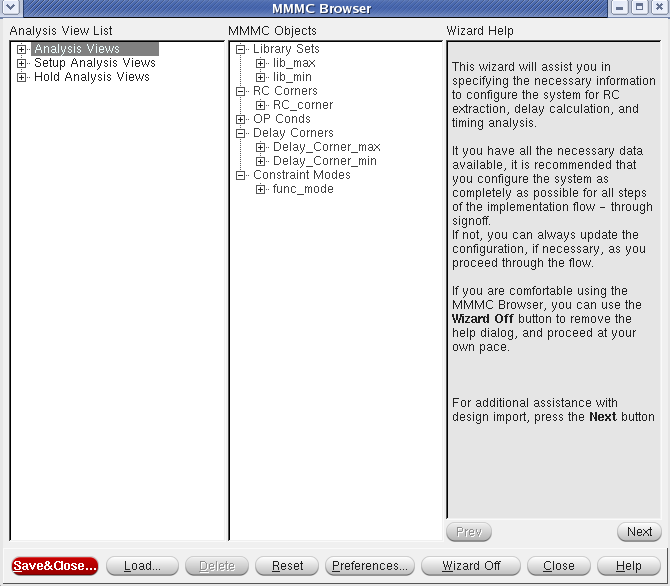 MMMC Browser
Analysis View List
Analysis Views
Setup Analysis Views
Hold Analysis Views
MMMC Objects
Library Sets
lib_max
lib_min
RC Corners
RC_corner
OP Conds
Delay Corners
Delay_Corner_max
Delay_Corner_min
Constraint Modes
func_mode
Wizard Help
This wizard will assist you in
specifying the necessary information
to configure the system for RC
extraction, delay calculation, and
timing analysis.
It you have all the necessary data
available, it is recommended that
you configure the system as
completely as possible for all steps
of the implementation flow – through
signoff.
If not, you can always update the
configuration, if necessary, as you
proceed through the flow.
If you are comfortable using the
MMMC Browser, you can use the
Wizard Off button to remove the
help dialog, and proceed at your
own pace.
For additional assistance with
design import, press the Next button
Prev
Next
Save&Close...
Load...
Delete
Reset
Preferences...
Wizard Off
Close
Help